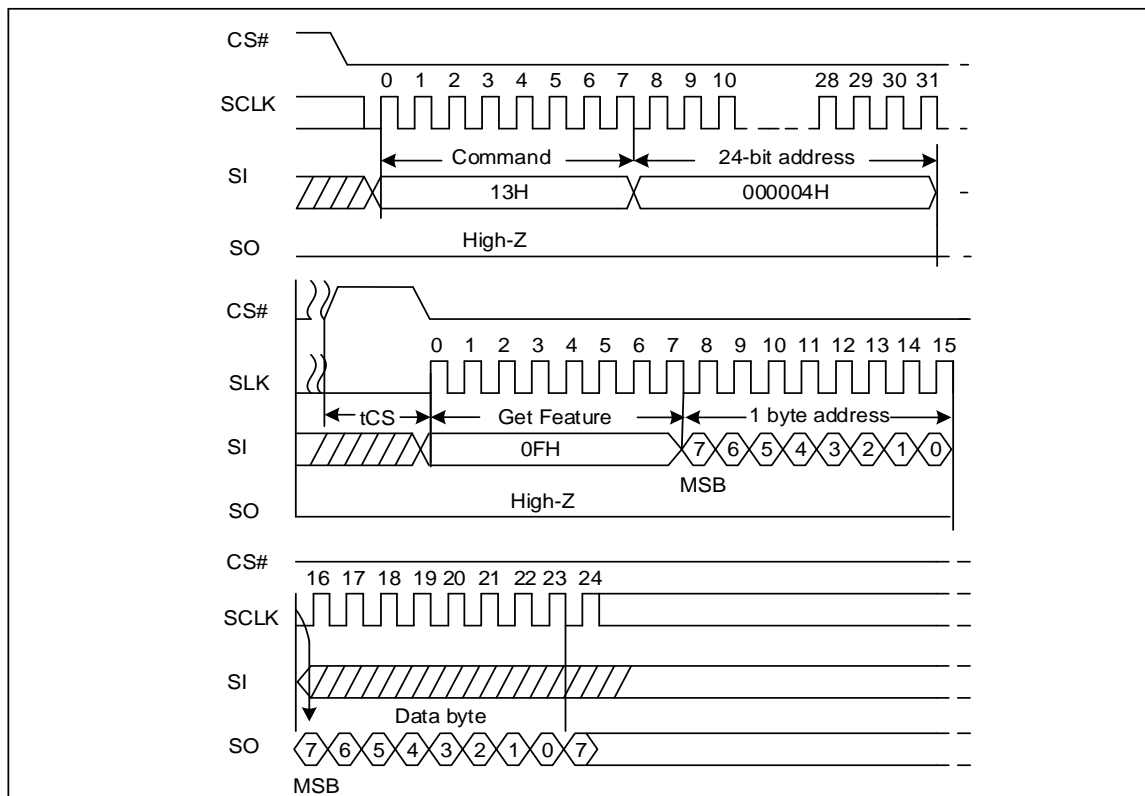 CS#
0 1 2 3 4 5 6 7 8 9 10 28 29 30 31
SCLK
Command 24-bit address
SI
13H 000004H
High-Z
SO
CS#
0 1 2 3 4 5 6 7 8 9 10 11 12 13 14 15
SLK
tCS Get Feature 1 byte address
SI
0FH 7 6 5 4 3 2 1 0
MSB
High-Z
SO
CS#
16 17 18 19 20 21 22 23 24
SCLK
SI
Data byte
SO
7 6 5 4 3 2 1 0 7
MSB